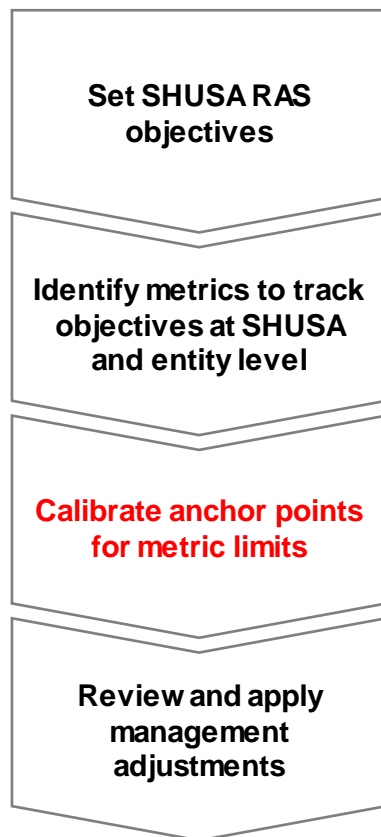 Set SHUSA RAS
objectives
Identify metrics to track
objectives at SHUSA
and entity level
Calibrate anchor points
for metric limits
Review and apply
management
adjustments